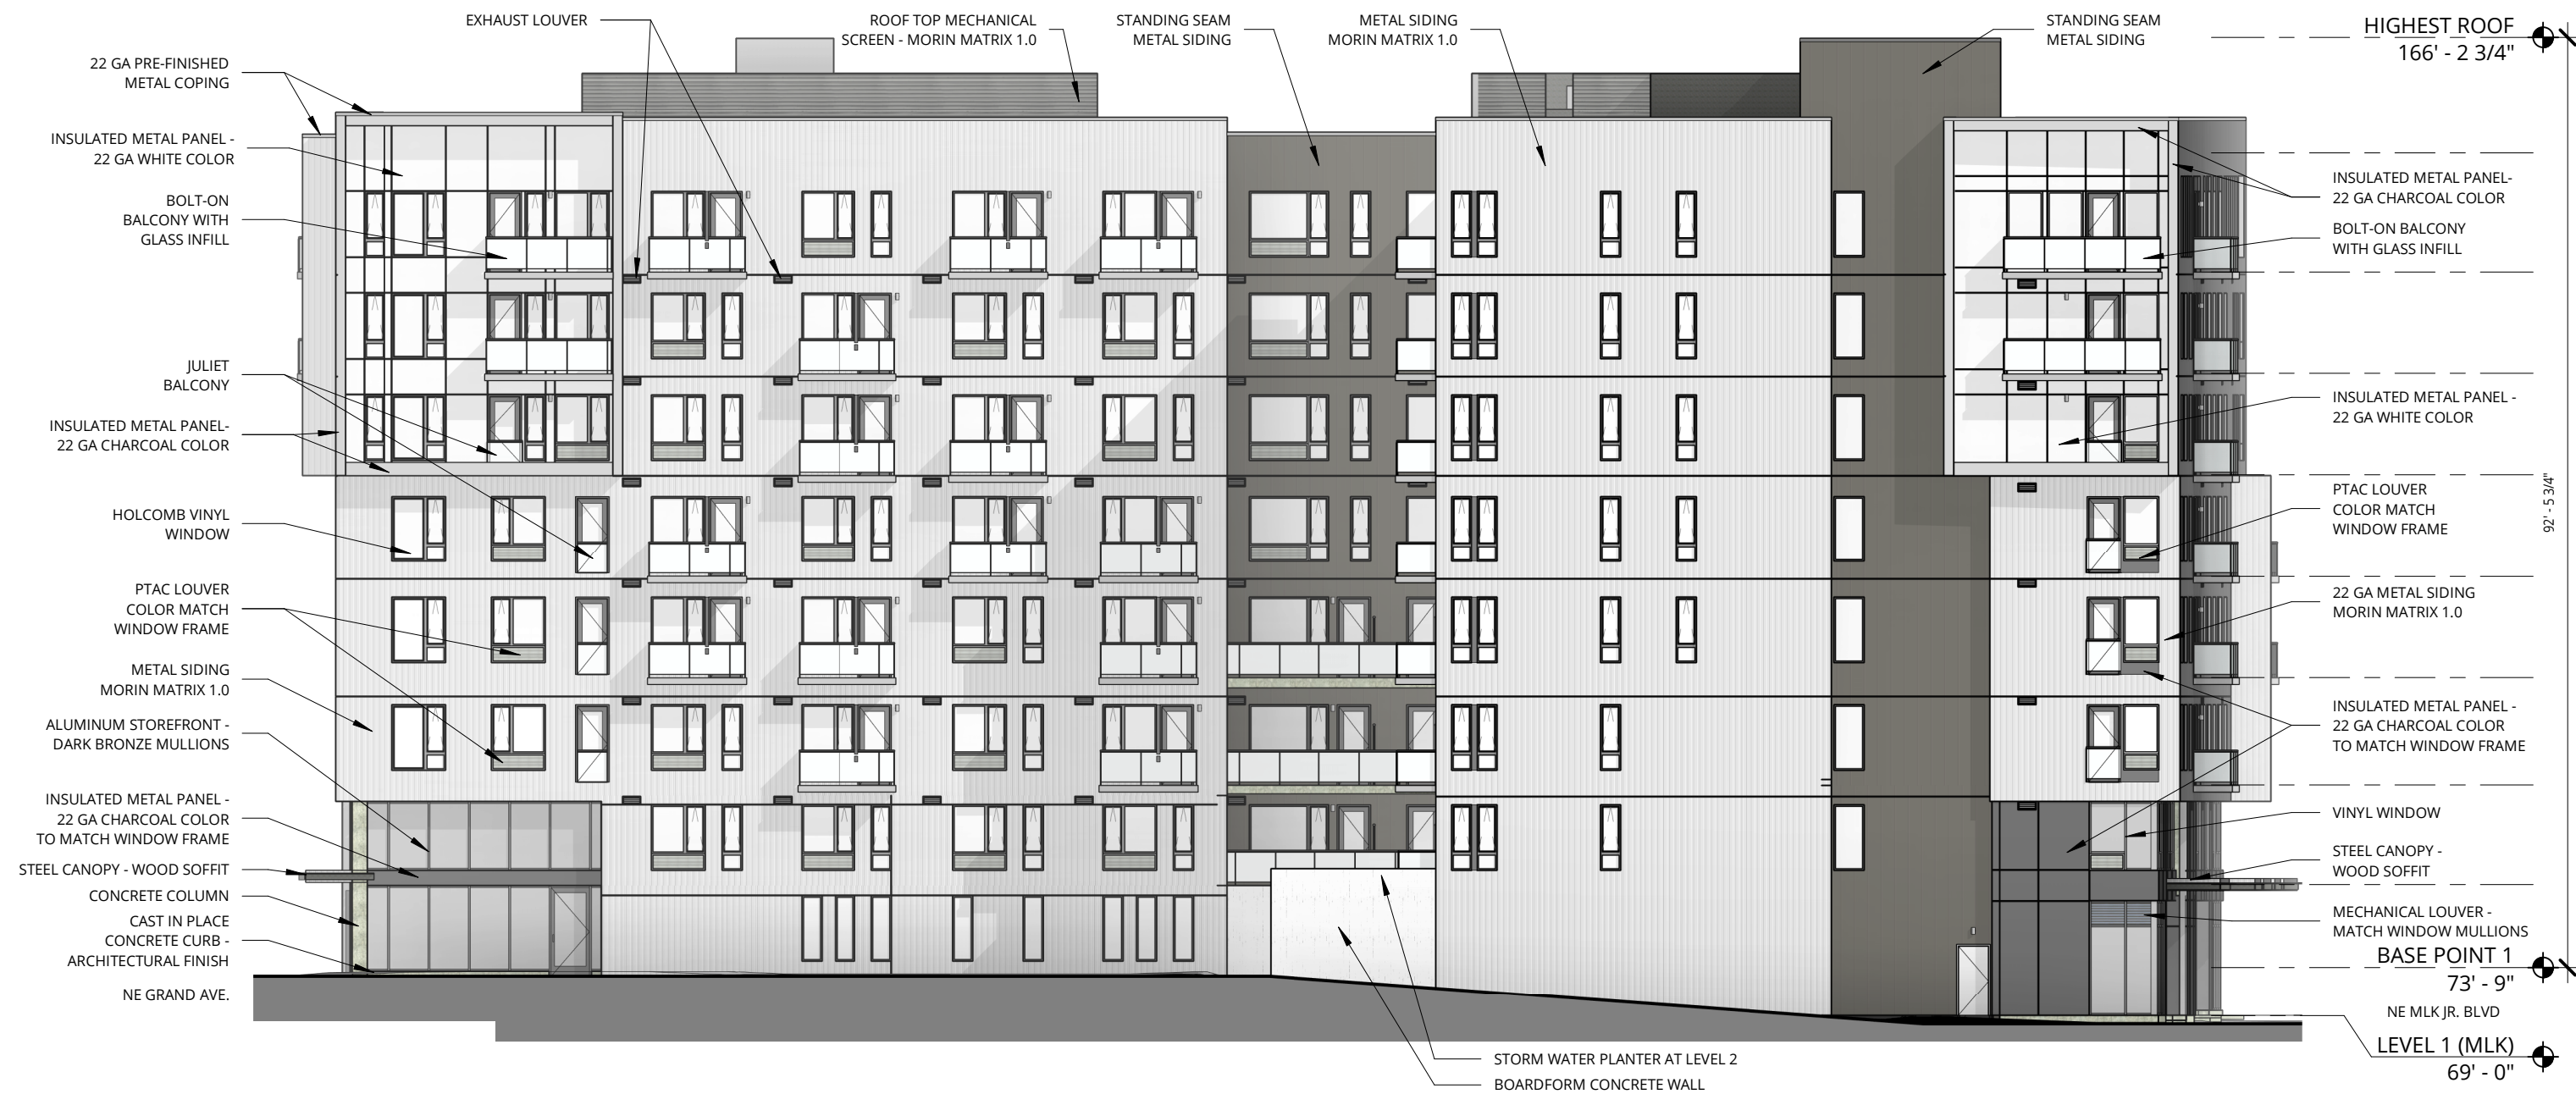 EXHAUST LOUVER
ROOF TOP MECHANICAL
SCREEN - MORIN MATRIX 1.0
STANDING SEAM
METAL SIDING
METAL SIDING
MORIN MATRIX 1.0
STANDING SEAM
METAL SIDING
HIGHEST ROOF
166' - 2 3/4"
22 GA PRE-FINISHED
METAL COPING
INSULATED METAL PANEL -
22 GA WHITE COLOR
BOLT-ON
BALCONY WITH
GLASS INFILL
JULIET
BALCONY
INSULATED METAL PANEL-
22 GA CHARCOAL COLOR
HOLCOMB VINYL
WINDOW
PTAC LOUVER
COLOR MATCH
WINDOW FRAME
METAL SIDING
MORIN MATRIX 1.0
ALUMINUM STOREFRONT -
DARK BRONZE MULLIONS
INSULATED METAL PANEL -
22 GA CHARCOAL COLOR
TO MATCH WINDOW FRAME
STEEL CANOPY - WOOD SOFFIT
CONCRETE COLUMN
CAST IN PLACE
CONCRETE CURB -
ARCHITECTURAL FINISH
NE GRAND AVE.
INSULATED METAL PANEL-
22 GA CHARCOAL COLOR
BOLT-ON BALCONY
WITH GLASS INFILL
INSULATED METAL PANEL -
22 GA WHITE COLOR
PTAC LOUVER
COLOR MATCH
WINDOW FRAME
92' - 5 3/4"
22 GA METAL SIDING
MORIN MATRIX 1.0
INSULATED METAL PANEL -
22 GA CHARCOAL COLOR
TO MATCH WINDOW FRAME
VINYL WINDOW
STEEL CANOPY -
WOOD SOFFIT
MECHANICAL LOUVER -
MATCH WINDOW MULLIONS
BASE POINT 1
73' - 9"
NE MLK JR. BLVD
LEVEL 1 (MLK)
69' - 0"
STORM WATER PLANTER AT LEVEL 2
BOARDFORM CONCRETE WALL